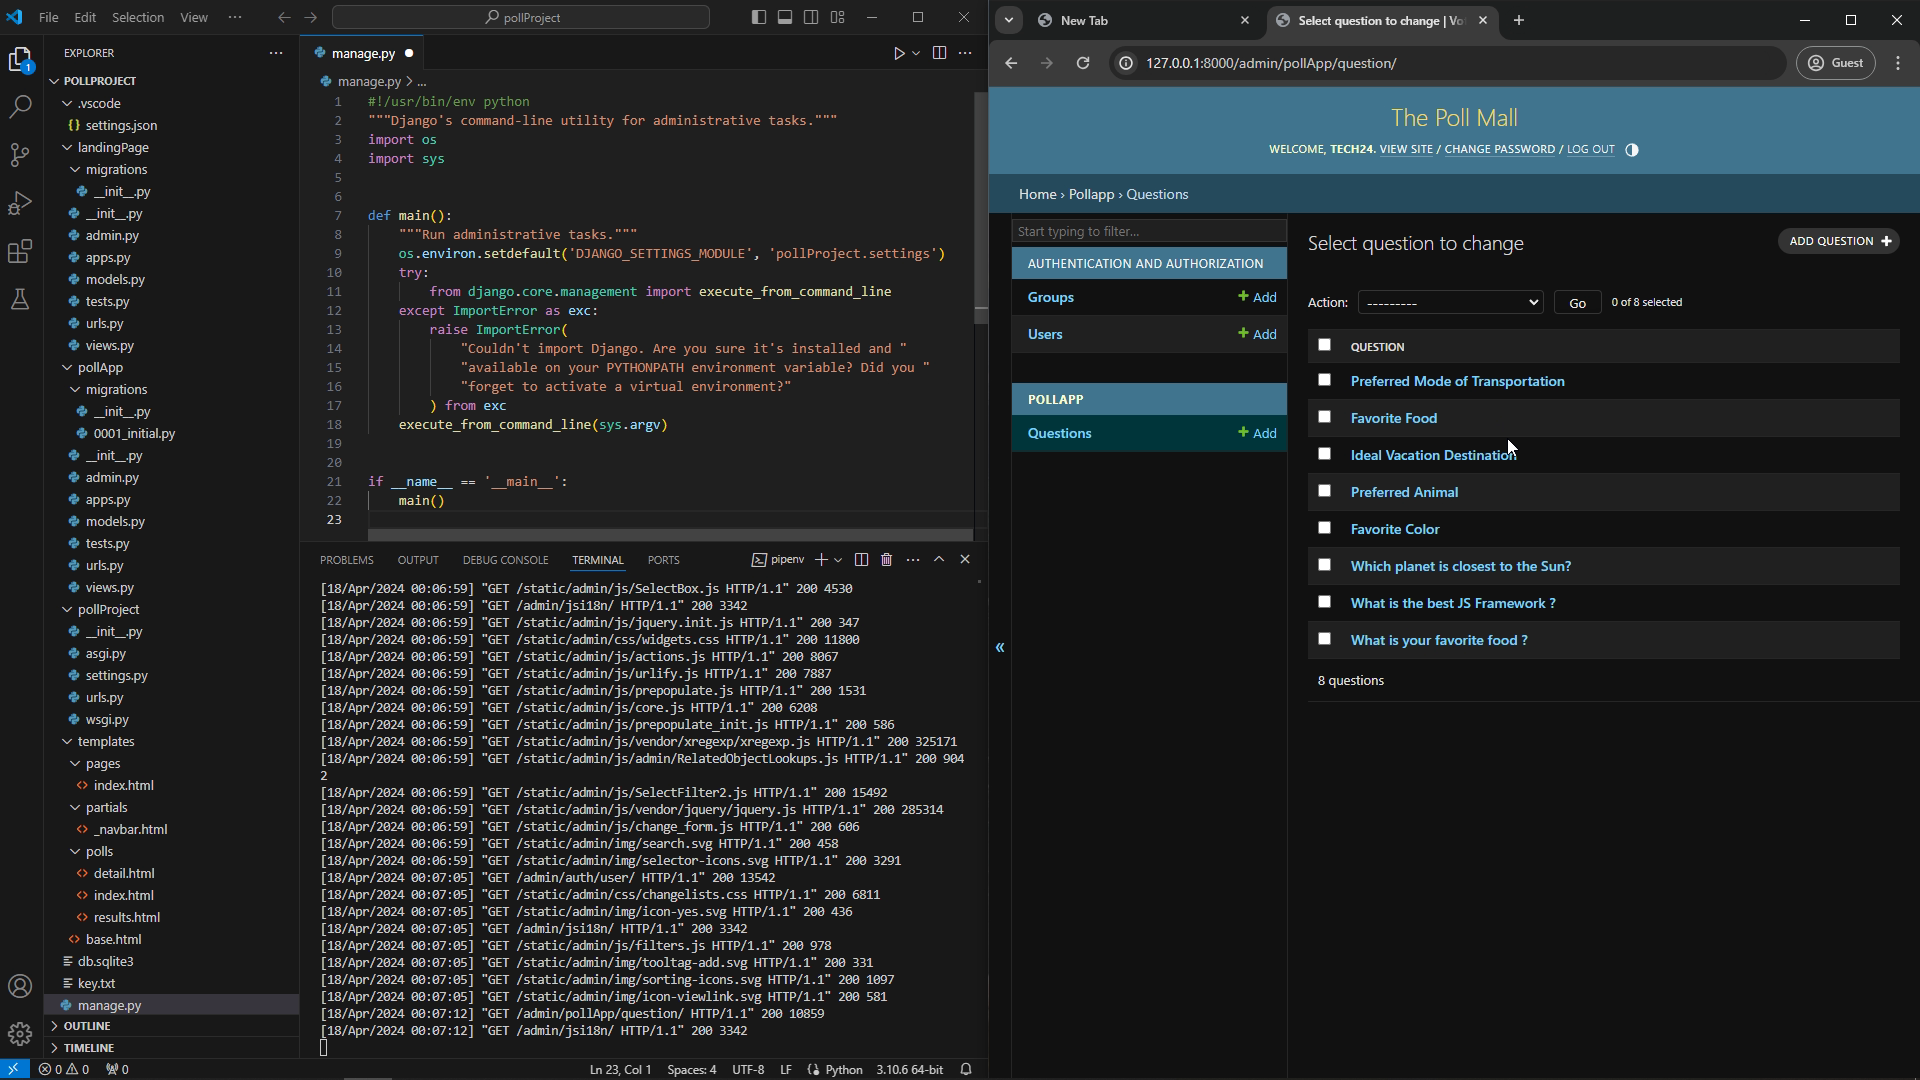 File Edit Selection View ···
pollProject
EXPLORER
POLLPROJECT
.vscode
{} settings.json
landingPage
migrations
__init__.py
__init__.py
admin.py
apps.py
models.py
tests.py
urls.py
views.py
pollApp
migrations
__init__.py
0001_initial.py
__init__.py
admin.py
apps.py
models.py
tests.py
urls.py
views.py
pollProject
__init__.py
asgi.py
settings.py
urls.py
wsgi.py
templates
pages
<> index.html
partials
<> _navbar.html
polls
<> detail.html
<> index.html
<> results.html
<> base.html
db.sqlite3
key.txt
manage.py
OUTLINE
TIMELINE
1
manage.py
manage.py > ...
1 #!/usr/bin/env python
2 """Django's command-line utility for administrative tasks."""
3 import os
4 import sys
5
6
7 def main():
8 """Run administrative tasks."""
9 os.environ.setdefault('DJANGO_SETTINGS_MODULE', 'pollProject.settings')
10 try:
11 from django.core.management import execute_from_command_line
12 except ImportError as exc:
13 raise ImportError(
14 "Couldn't import Django. Are you sure it's installed and "
15 "available on your PYTHONPATH environment variable? Did you "
16 "forget to activate a virtual environment?"
17 ) from exc
18 execute_from_command_line(sys.argv)
19
20
21 if __name__ == '__main__':
22 main()
23
PROBLEMS OUTPUT DEBUG CONSOLE TERMINAL PORTS pipenv
[18/Apr/2024 00:06:59] "GET /static/admin/js/SelectBox.js HTTP/1.1" 200 4530
[18/Apr/2024 00:06:59] "GET /admin/jsi18n/ HTTP/1.1" 200 3342
[18/Apr/2024 00:06:59] "GET /static/admin/js/jquery.init.js HTTP/1.1" 200 347
[18/Apr/2024 00:06:59] "GET /static/admin/css/widgets.css HTTP/1.1" 200 11800
[18/Apr/2024 00:06:59] "GET /static/admin/js/actions.js HTTP/1.1" 200 8067
[18/Apr/2024 00:06:59] "GET /static/admin/js/urlify.js HTTP/1.1" 200 7887
[18/Apr/2024 00:06:59] "GET /static/admin/js/prepopulate.js HTTP/1.1" 200 1531
[18/Apr/2024 00:06:59] "GET /static/admin/js/core.js HTTP/1.1" 200 6208
[18/Apr/2024 00:06:59] "GET /static/admin/js/prepopulate_init.js HTTP/1.1" 200 586
[18/Apr/2024 00:06:59] "GET /static/admin/js/vendor/xregexp/xregexp.js HTTP/1.1" 200 325171
[18/Apr/2024 00:06:59] "GET /static/admin/js/admin/RelatedObjectLookups.js HTTP/1.1" 200 904
2
[18/Apr/2024 00:06:59] "GET /static/admin/js/SelectFilter2.js HTTP/1.1" 200 15492
[18/Apr/2024 00:06:59] "GET /static/admin/js/vendor/jquery/jquery.js HTTP/1.1" 200 285314
[18/Apr/2024 00:06:59] "GET /static/admin/js/change_form.js HTTP/1.1" 200 606
[18/Apr/2024 00:06:59] "GET /static/admin/img/search.svg HTTP/1.1" 200 458
[18/Apr/2024 00:06:59] "GET /static/admin/img/selector-icons.svg HTTP/1.1" 200 3291
[18/Apr/2024 00:07:05] "GET /admin/auth/user/ HTTP/1.1" 200 13542
[18/Apr/2024 00:07:05] "GET /static/admin/css/changelists.css HTTP/1.1" 200 6811
[18/Apr/2024 00:07:05] "GET /static/admin/img/icon-yes.svg HTTP/1.1" 200 436
[18/Apr/2024 00:07:05] "GET /admin/jsi18n/ HTTP/1.1" 200 3342
[18/Apr/2024 00:07:05] "GET /static/admin/js/filters.js HTTP/1.1" 200 978
[18/Apr/2024 00:07:05] "GET /static/admin/img/tooltag-add.svg HTTP/1.1" 200 331
[18/Apr/2024 00:07:05] "GET /static/admin/img/sorting-icons.svg HTTP/1.1" 200 1097
[18/Apr/2024 00:07:05] "GET /static/admin/img/icon-viewlink.svg HTTP/1.1" 200 581
[18/Apr/2024 00:07:12] "GET /admin/pollApp/question/ HTTP/1.1" 200 10859
[18/Apr/2024 00:07:12] "GET /admin/jsi18n/ HTTP/1.1" 200 3342
0 0 0 Ln 23, Col 1 Spaces: 4 UTF-8 LF Python 3.10.6 64-bit
New Tab
Select question to change | Vo
127.0.0.1:8000/admin/pollApp/question/
Guest
The Poll Mall
WELCOME, TECH24. VIEW SITE / CHANGE PASSWORD / LOG OUT
Home › Pollapp › Questions
Start typing to filter...
AUTHENTICATION AND AUTHORIZATION
Groups + Add
Users + Add
POLLAPP
Questions + Add
«
Select question to change
ADD QUESTION +
Action: --------- Go 0 of 8 selected
QUESTION
Preferred Mode of Transportation
Favorite Food
Ideal Vacation Destination
Preferred Animal
Favorite Color
Which planet is closest to the Sun?
What is the best JS Framework ?
What is your favorite food ?
8 questions